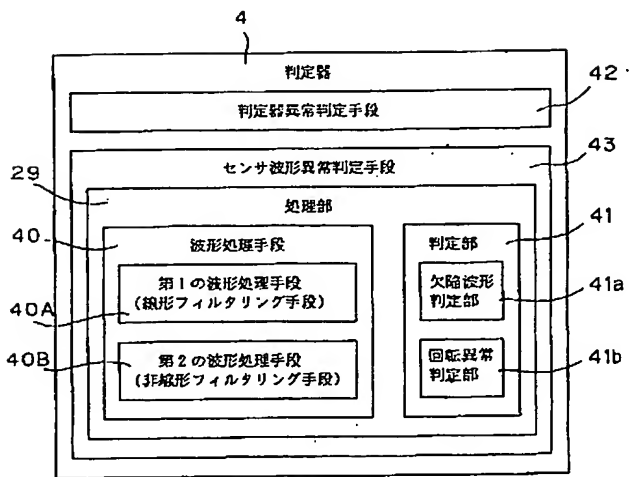 4
判定器
42
判定器異常判定手段
43
センサ波形異常判定手段
29
処理部
40
波形処理手段
41
判定部
40A
第1の波形処理手段
(線形フィルタリング手段)
41a
欠陥波形
判定部
40B
第2の波形処理手段
(非線形フィルタリング手段)
41b
回転異常
判定部